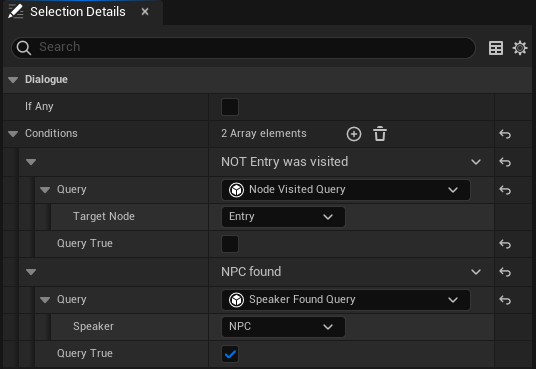 Selection Details
Search
Dialogue
If Any
Conditions 2 Array elements
NOT Entry was visited
Query Node Visited Query
Target Node Entry
Query True
NPC found
Query Speaker Found Query
Speaker NPC
Query True